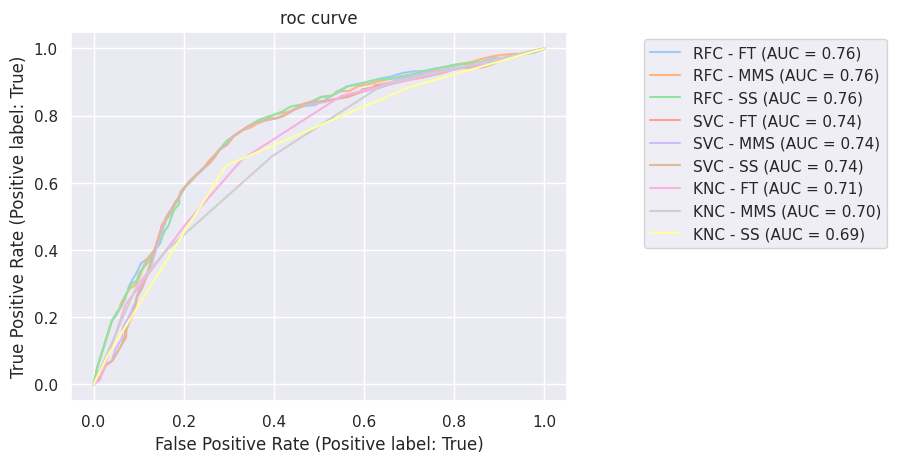 roc curve
True Positive Rate (Positive label: True)
1.0
0.8
0.6
0.4
0.2
0.0
0.0 0.2 0.4 0.6 0.8 1.0
False Positive Rate (Positive label: True)
RFC - FT (AUC = 0.76)
RFC - MMS (AUC = 0.76)
RFC - SS (AUC = 0.76)
SVC - FT (AUC = 0.74)
SVC - MMS (AUC = 0.74)
SVC - SS (AUC = 0.74)
KNC - FT (AUC = 0.71)
KNC - MMS (AUC = 0.70)
KNC - SS (AUC = 0.69)